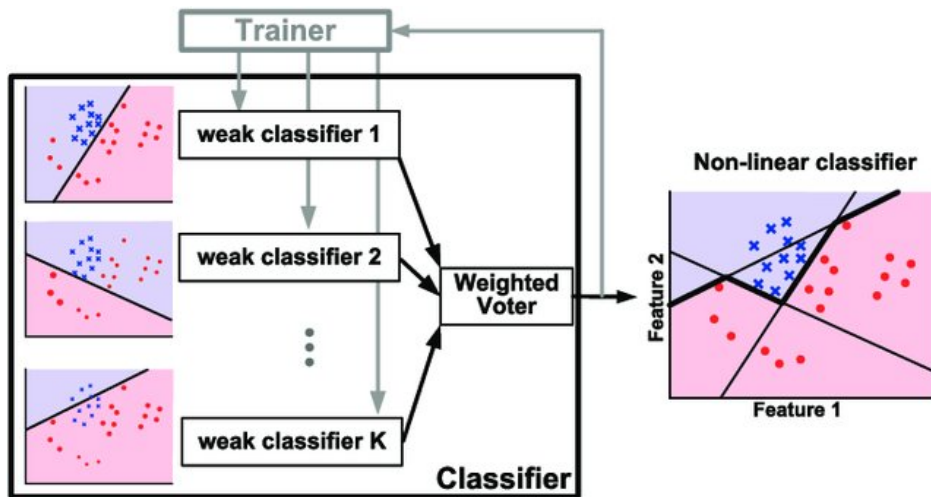 Trainer
weak classifier 1
weak classifier 2
weak classifier K
Weighted
Voter
Classifier
Non-linear classifier
Feature 2
Feature 1